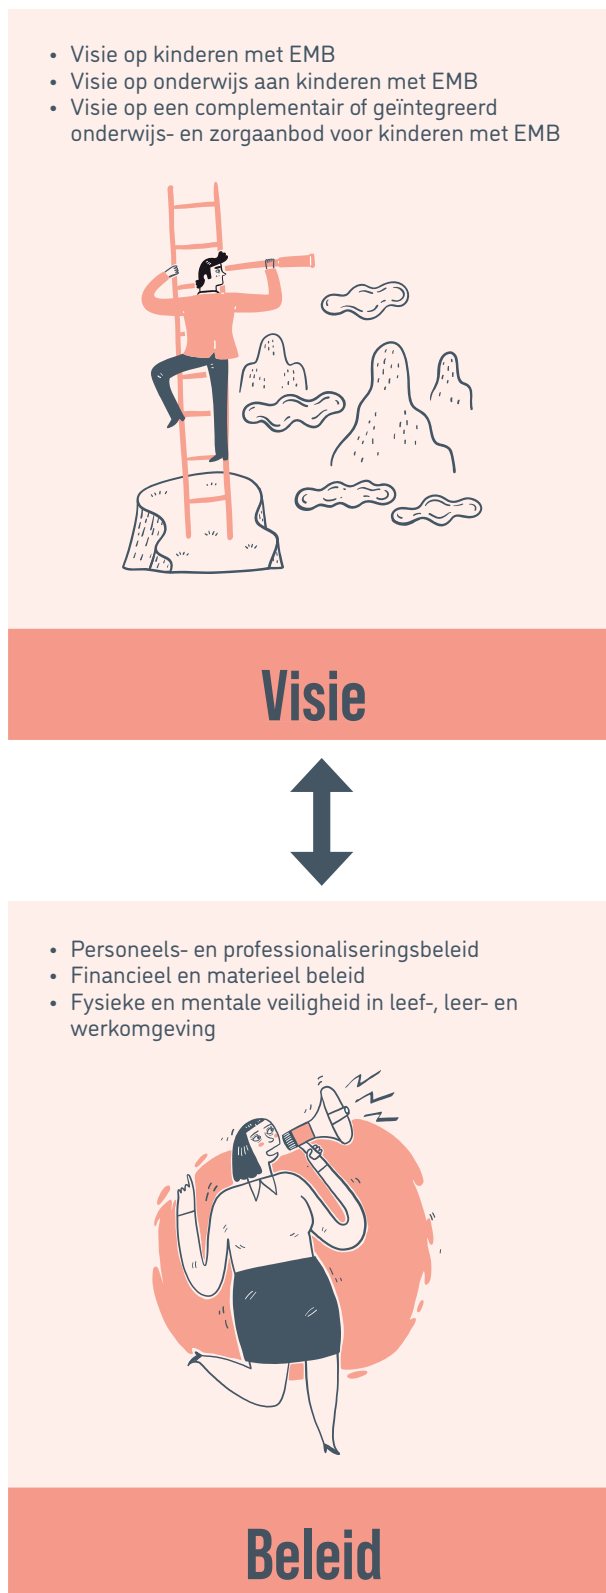 • Visie op kinderen met EMB
• Visie op onderwijs aan kinderen met EMB
• Visie op een complementair of geïntegreerd
onderwijs- en zorgaanbod voor kinderen met EMB
Visie
• Personeels- en professionaliseringsbeleid
• Financieel en materieel beleid
• Fysieke en mentale veiligheid in leef-, leer- en
werkomgeving
Beleid